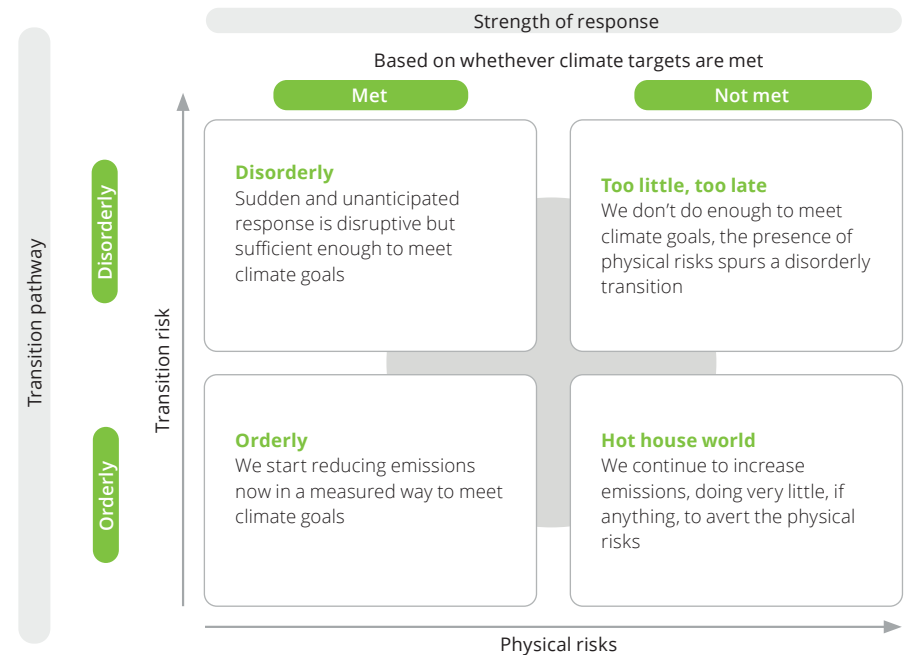 Strength of response
Based on whethever climate targets are met
Met
Not met
Transition pathway
Disorderly
Orderly
Transition risk
Disorderly
Sudden and unanticipated
response is disruptive but
sufficient enough to meet
climate goals
Too little, too late
We don’t do enough to meet
climate goals, the presence of
physical risks spurs a disorderly
transition
Orderly
We start reducing emissions
now in a measured way to meet
climate goals
Hot house world
We continue to increase
emissions, doing very little, if
anything, to avert the physical
risks
Physical risks